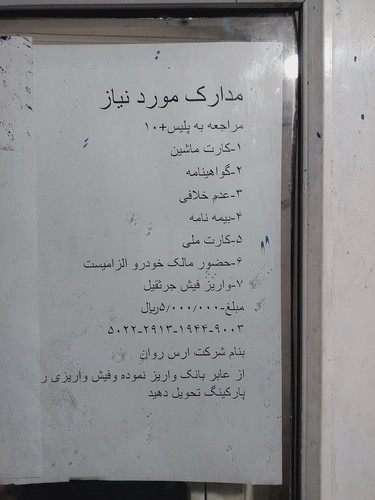 مدارک مورد نیاز
مراجعه به پلیس+۱۰
۱-کارت ماشین
۲-گواهینامه
۳-عدم خلافی
۴-بیمه نامه
۵-کارت ملی
۶-حضور مالک خودرو الزامیست
۷-واریز فیش جرثقیل
مبلغ-۵/۰۰۰/۰۰۰ریال
۵۰۲۲-۲۹۱۳-۱۹۴۴-۹۰۰۳
بنام شرکت ارس روان
از عابر بانک واریز نموده وفیش واریزی ر
پارکینگ تحویل دهید